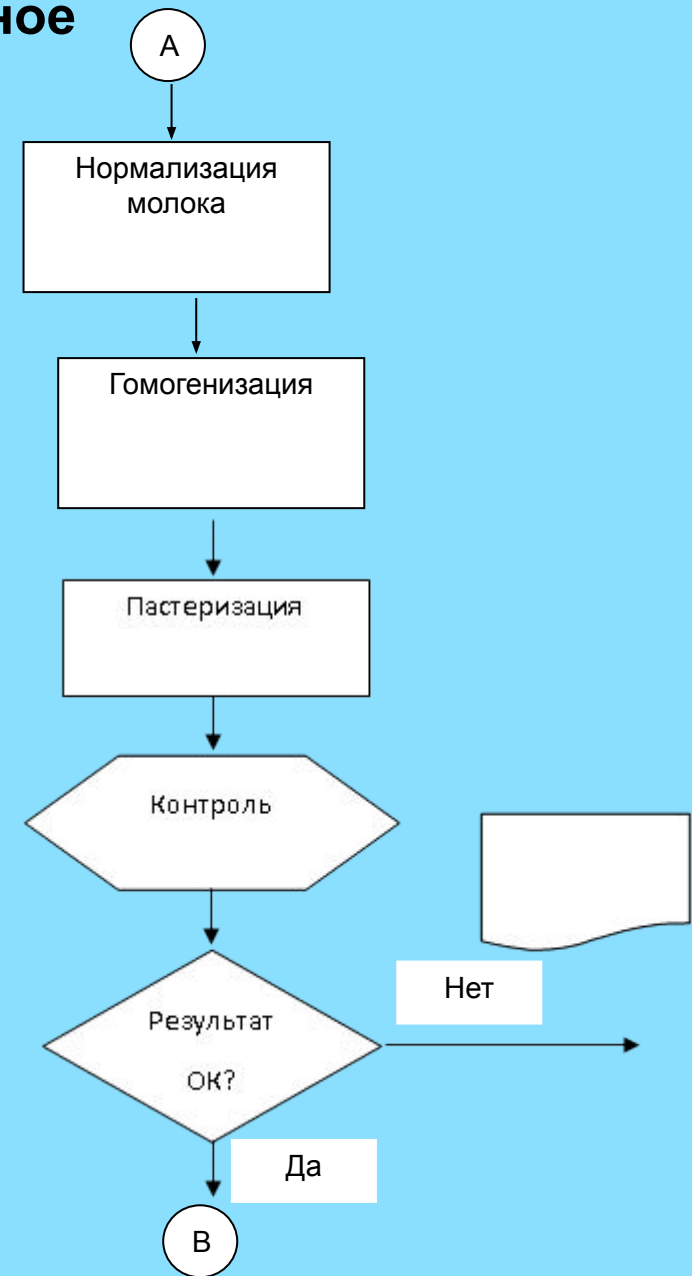 ное
А
Нормализация
молока
Гомогенизация
Пастеризация
Контроль
Результат
ОК?
Нет
Да
В